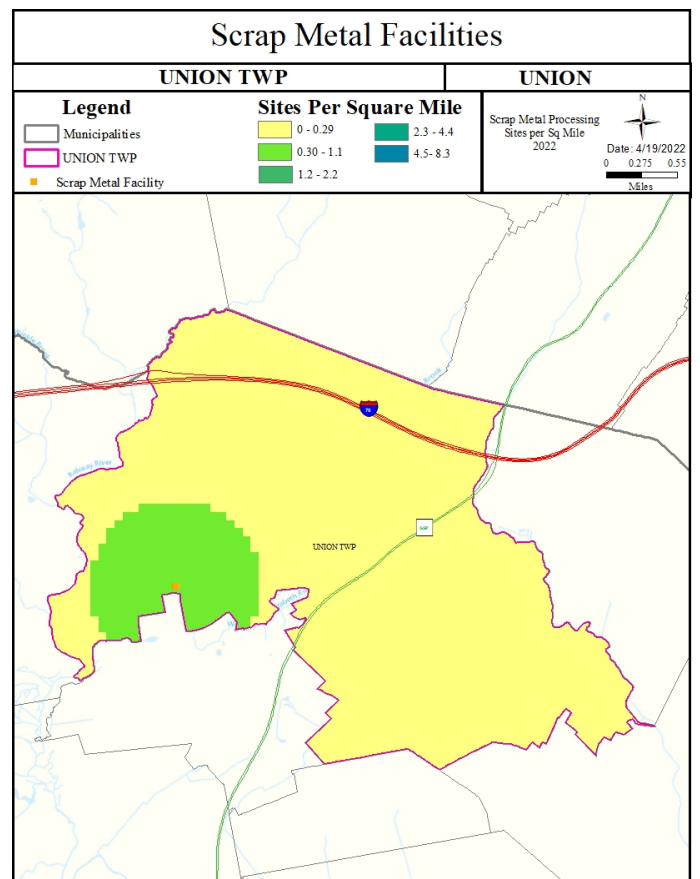 Scrap Metal Facilities
UNION TWP
UNION
Legend
Municipalities
UNION TWP
Scrap Metal Facility
Sites Per Square Mile
0 - 0.29
0.30 - 1.1
1.2 - 2.2
2.3 - 4.4
4.5- 8.3
Scrap Metal Processing
Sites per Sq Mile
2022
N
Date: 4/19/2022
0 0.275 0.55
Miles
Brook
78
Rahway River
GSP
UNION TWP